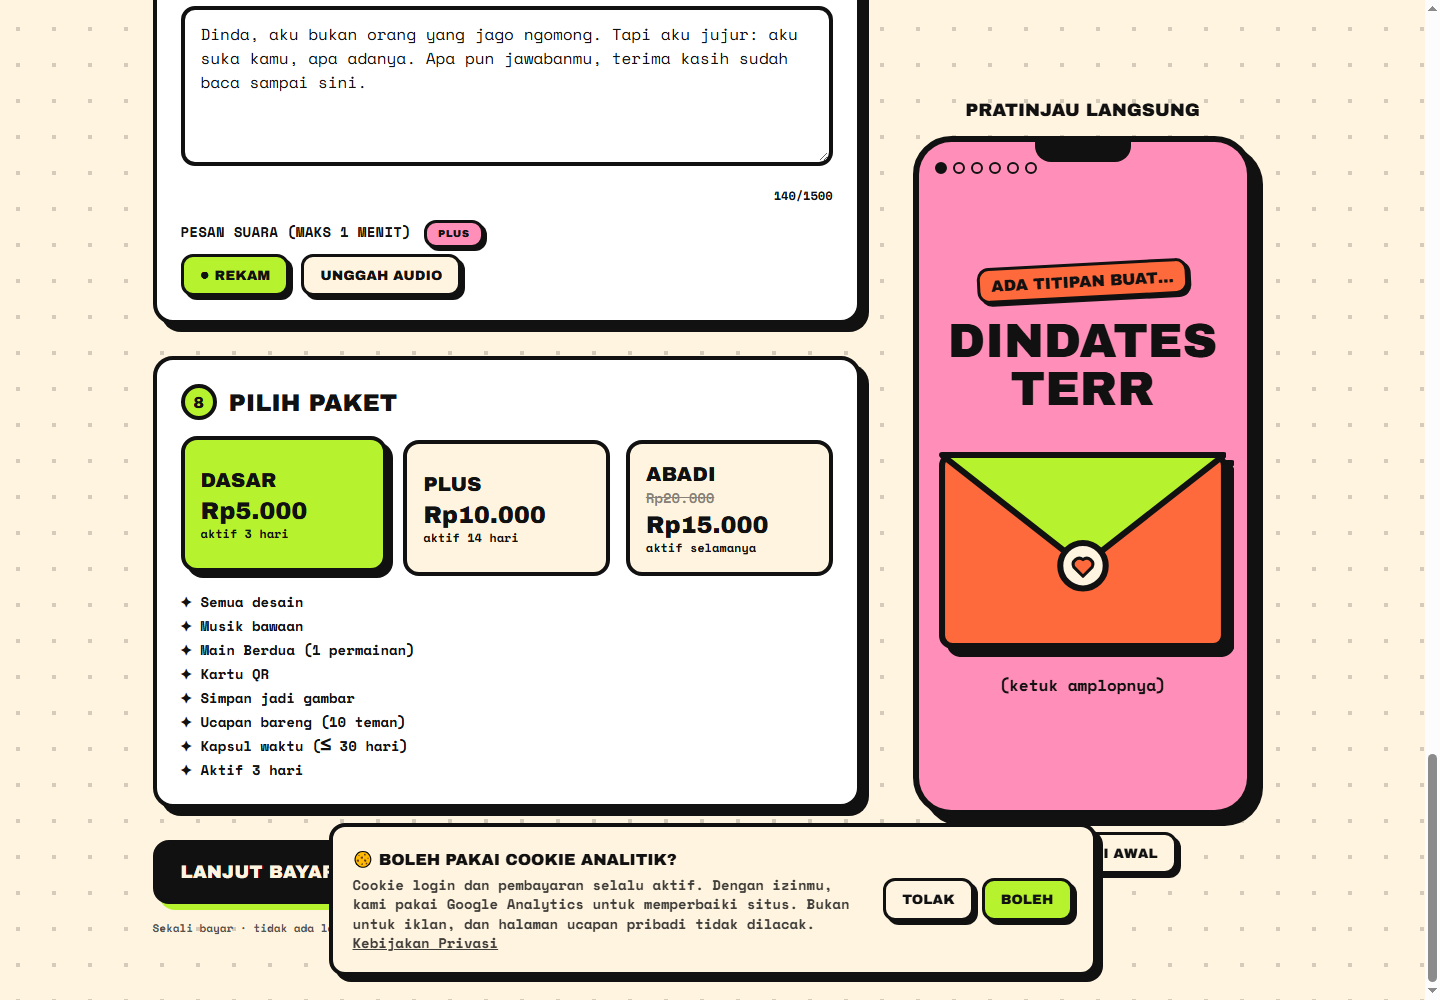 Dinda, aku bukan orang yang jago ngomong. Tapi aku jujur: aku
suka kamu, apa adanya. Apa pun jawabanmu, terima kasih sudah
baca sampai sini.
140/1500
PESAN SUARA (MAKS 1 MENIT) PLUS
REKAM UNGGAH AUDIO
8 PILIH PAKET
DASAR
Rp5.000
aktif 3 hari
PLUS
Rp10.000
aktif 14 hari
ABADI
Rp20.000
Rp15.000
aktif selamanya
✦ Semua desain
✦ Musik bawaan
✦ Main Berdua (1 permainan)
✦ Kartu QR
✦ Simpan jadi gambar
✦ Ucapan bareng (10 teman)
✦ Kapsul waktu (≤ 30 hari)
✦ Aktif 3 hari
LANJUT BAYAR
Sekali bayar · tidak ada
PRATINJAU LANGSUNG
ADA TITIPAN BUAT...
DINDATES
TERR
(ketuk amplopnya)
I AWAL
BOLEH PAKAI COOKIE ANALITIK?
Cookie login dan pembayaran selalu aktif. Dengan izinmu,
kami pakai Google Analytics untuk memperbaiki situs. Bukan
untuk iklan, dan halaman ucapan pribadi tidak dilacak.
Kebijakan Privasi
TOLAK BOLEH